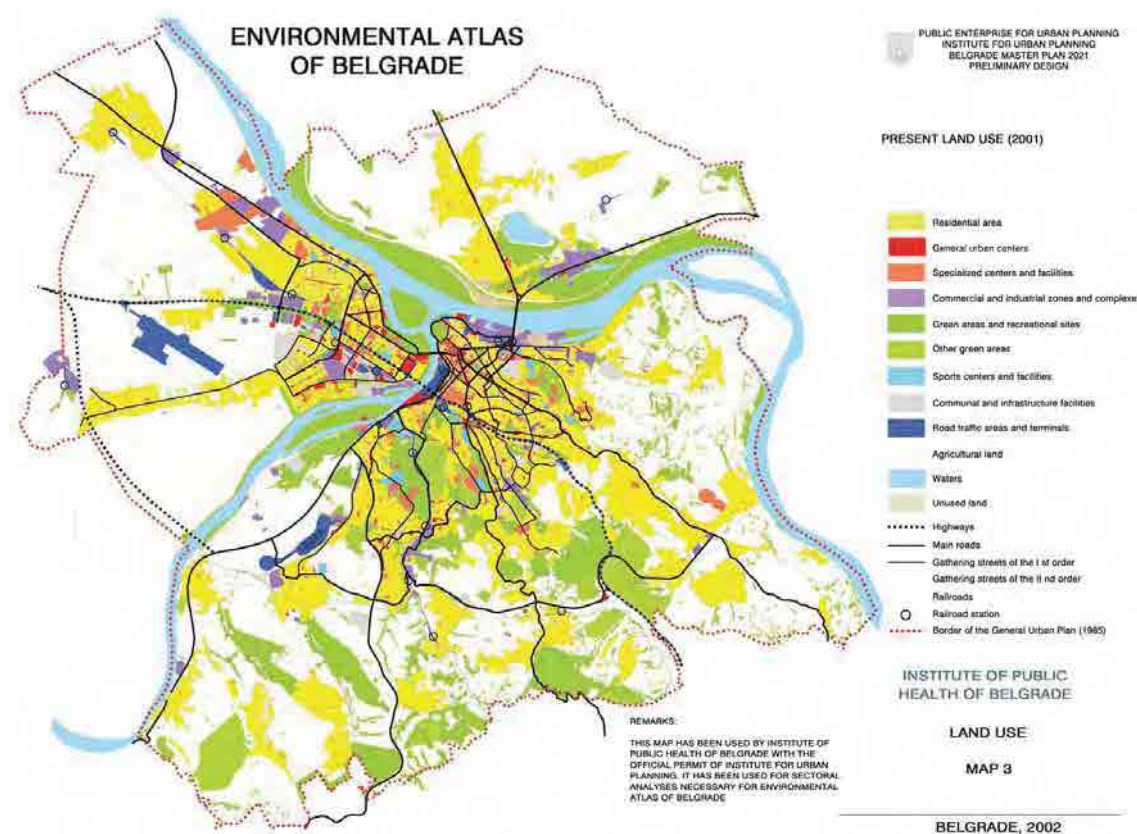 ENVIRONMENTAL ATLAS
OF BELGRADE
PUBLIC ENTERPRISE FOR URBAN PLANNING
INSTITUTE FOR URBAN PLANNING
BELGRADE MASTER PLAN 2021
PRELIMINARY DESIGN
PRESENT LAND USE (2001)
Residential area
General urban centers
Specialized centers and facilities
Commercial and industrial zones and complexe
Green areas and recreational sites
Other green areas
Sports centers and facilities
Communal and infrastructure facilities
Road traffic areas and terminals
Agricultural land
Waters
Unused land
Highways
Main roads
Gathering streets of the I st order
Gathering streets of the II nd order
Railroads
Railroad station
Border of the General Urban Plan (1985)
INSTITUTE OF PUBLIC
HEALTH OF BELGRADE
LAND USE
MAP 3
BELGRADE, 2002
REMARKS:
THIS MAP HAS BEEN USED BY INSTITUTE OF
PUBLIC HEALTH OF BELGRADE WITH THE
OFFICIAL PERMIT OF INSTITUTE FOR URBAN
PLANNING. IT HAS BEEN USED FOR SECTORAL
ANALYSES NECESSARY FOR ENVIRONMENTAL
ATLAS OF BELGRADE